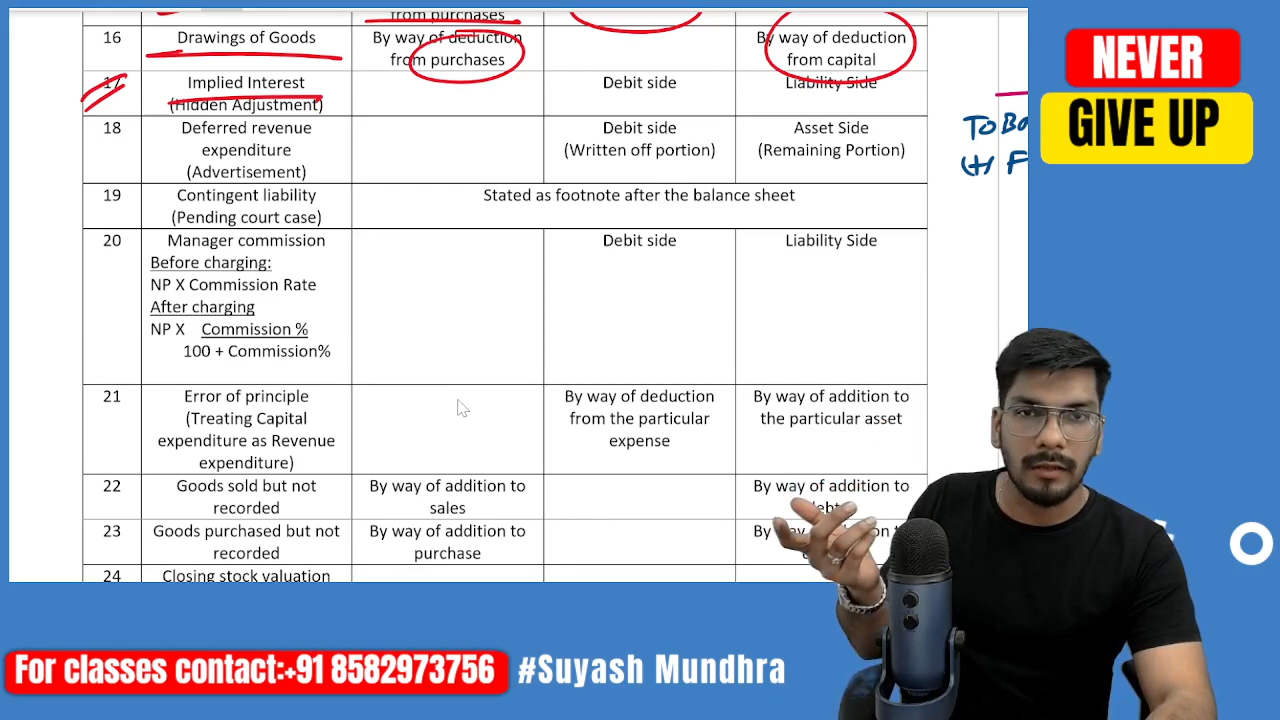 from purchases
16 Drawings of Goods By way of deduction By way of deduction
from purchases from capital
17 Implied Interest Debit side Liability Side
(Hidden Adjustment)
18 Deferred revenue Debit side Asset Side
expenditure (Written off portion) (Remaining Portion)
(Advertisement)
19 Contingent liability Stated as footnote after the balance sheet
(Pending court case)
20 Manager commission Debit side Liability Side
Before charging:
NP X Commission Rate
After charging
NP X Commission %
100 + Commission%
21 Error of principle By way of deduction By way of addition to
(Treating Capital from the particular the particular asset
expenditure as Revenue expense
expenditure)
22 Goods sold but not By way of addition to By way of addition to
recorded sales
23 Goods purchased but not By way of addition to By
recorded purchase
24 Closing stock valuation
To
(+) F
NEVER
GIVE UP
For classes contact:+91 8582973756 #Suyash Mundhra